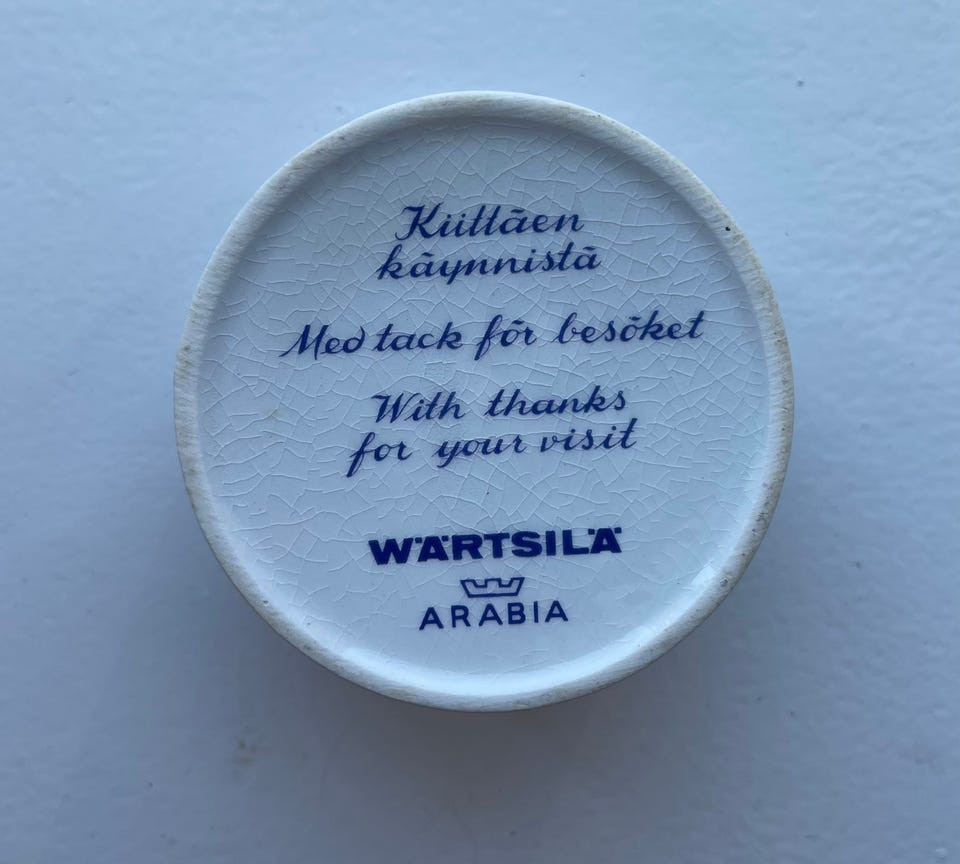 Kiittäen
käynnistä
Med tack för besöket
With thanks
for your visit
WÄRTSILÄ
ARABIA